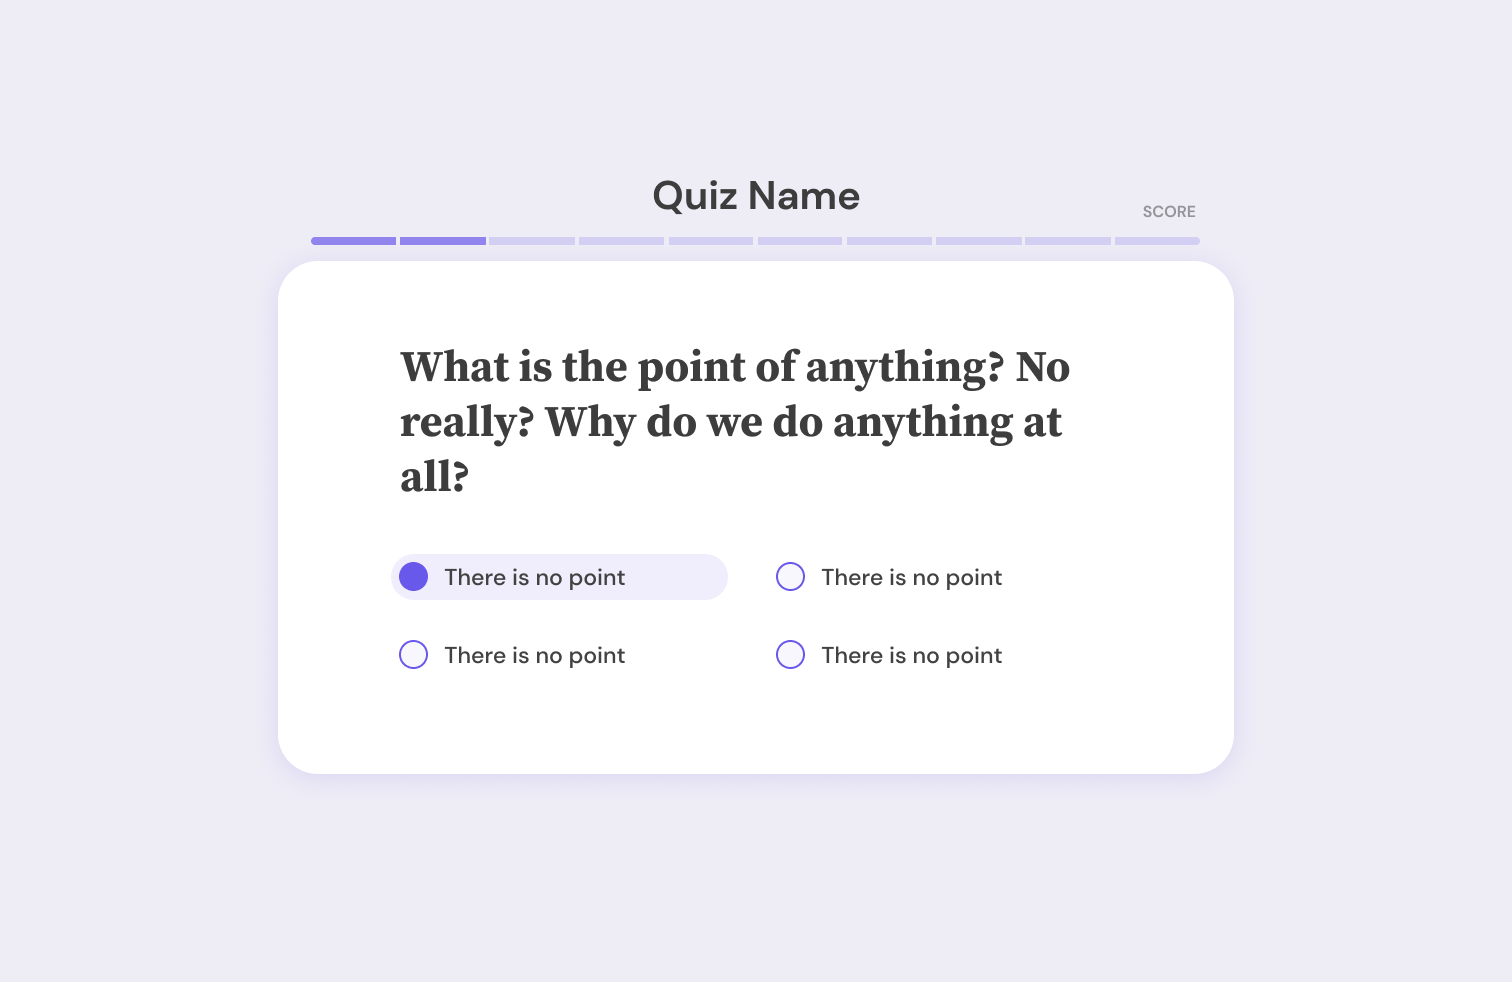 Quiz Name
SCORE
What is the point of anything? No
really? Why do we do anything at
all?
There is no point
There is no point
There is no point
There is no point